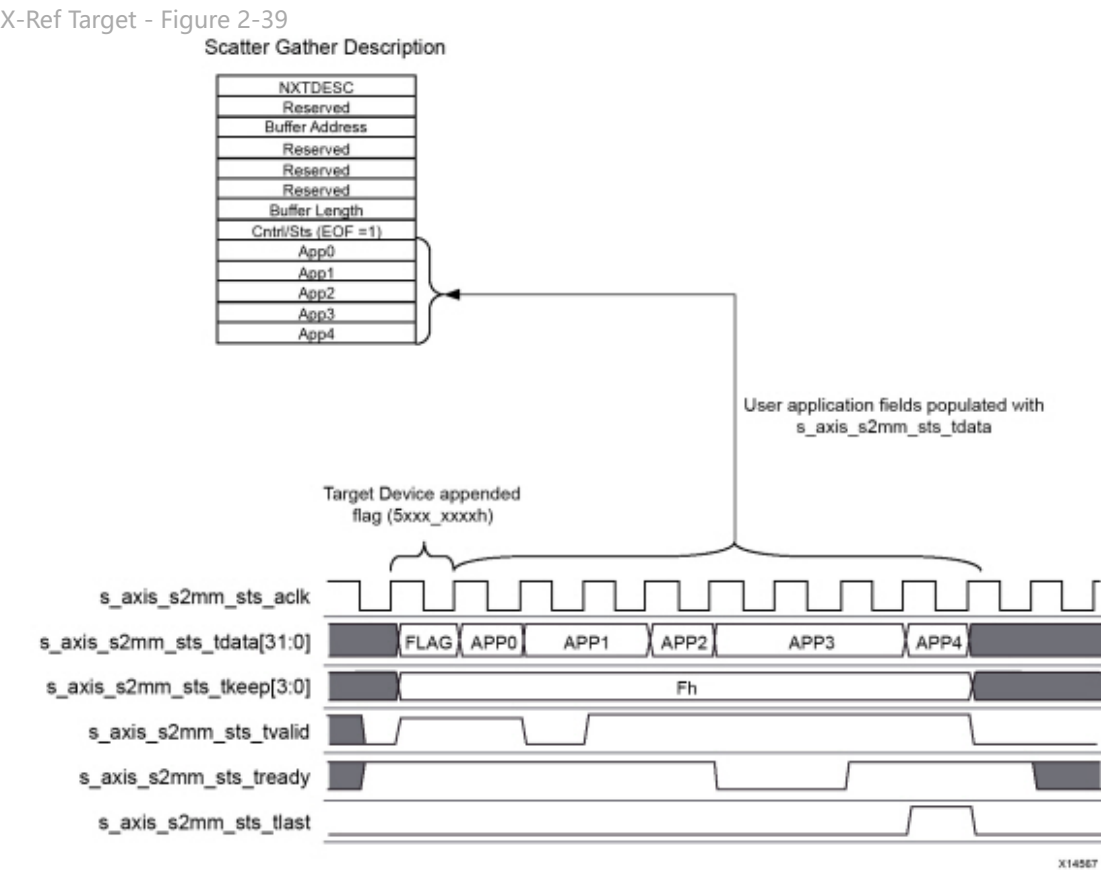 X-Ref Target - Figure 2-39
Scatter Gather Description
NXTDESC
Reserved
Buffer Address
Reserved
Reserved
Reserved
Buffer Length
Cntrl/Sts (EOF =1)
App0
App1
App2
App3
App4
User application fields populated with
s_axis_s2mm_sts_tdata
Target Device appended
flag (5xxx_xxxxh)
s_axis_s2mm_sts_aclk
s_axis_s2mm_sts_tdata[31:0] FLAG APP0 APP1 APP2 APP3 APP4
s_axis_s2mm_sts_tkeep[3:0] Fh
s_axis_s2mm_sts_tvalid
s_axis_s2mm_sts_tready
s_axis_s2mm_sts_tlast
X14567